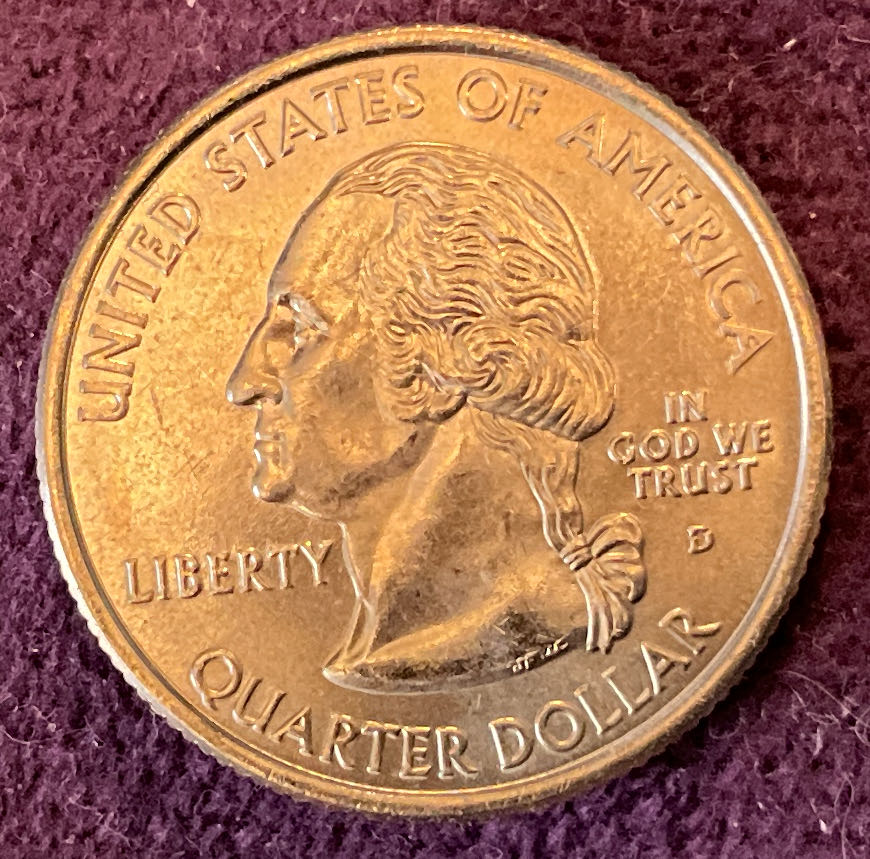 UNITED STATES OF AMERICA
IN
GOD WE
TRUST
D
LIBERTY
QUARTER DOLLAR